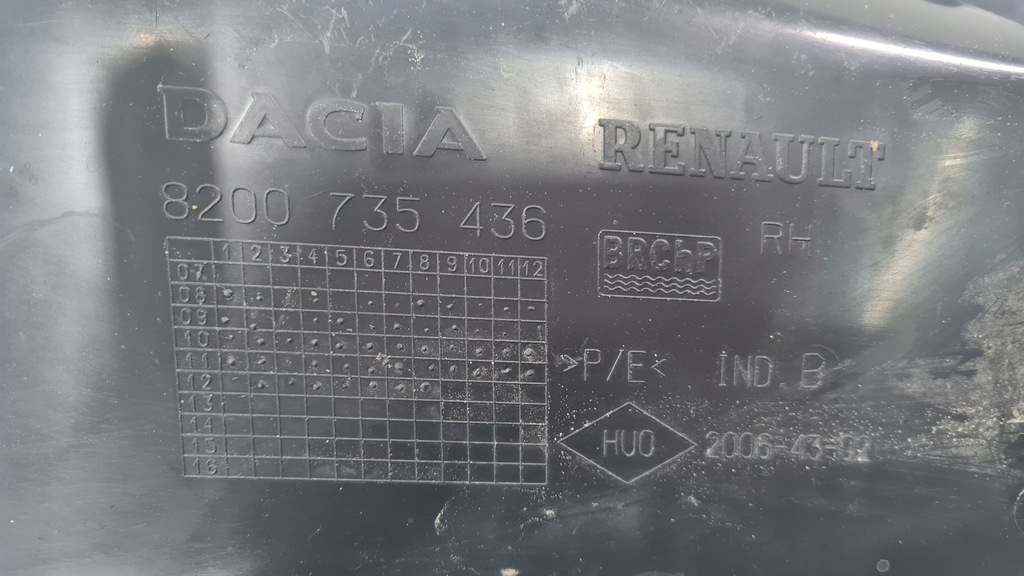 DACIA RENAULT
8200 735 436
RH
BRChP
1 2 3 4 5 6 7 8 9 10 11 12
07
08
09
10
11
12
13
14
15
16
>P/E< IND.B
HUO 2006-43-02